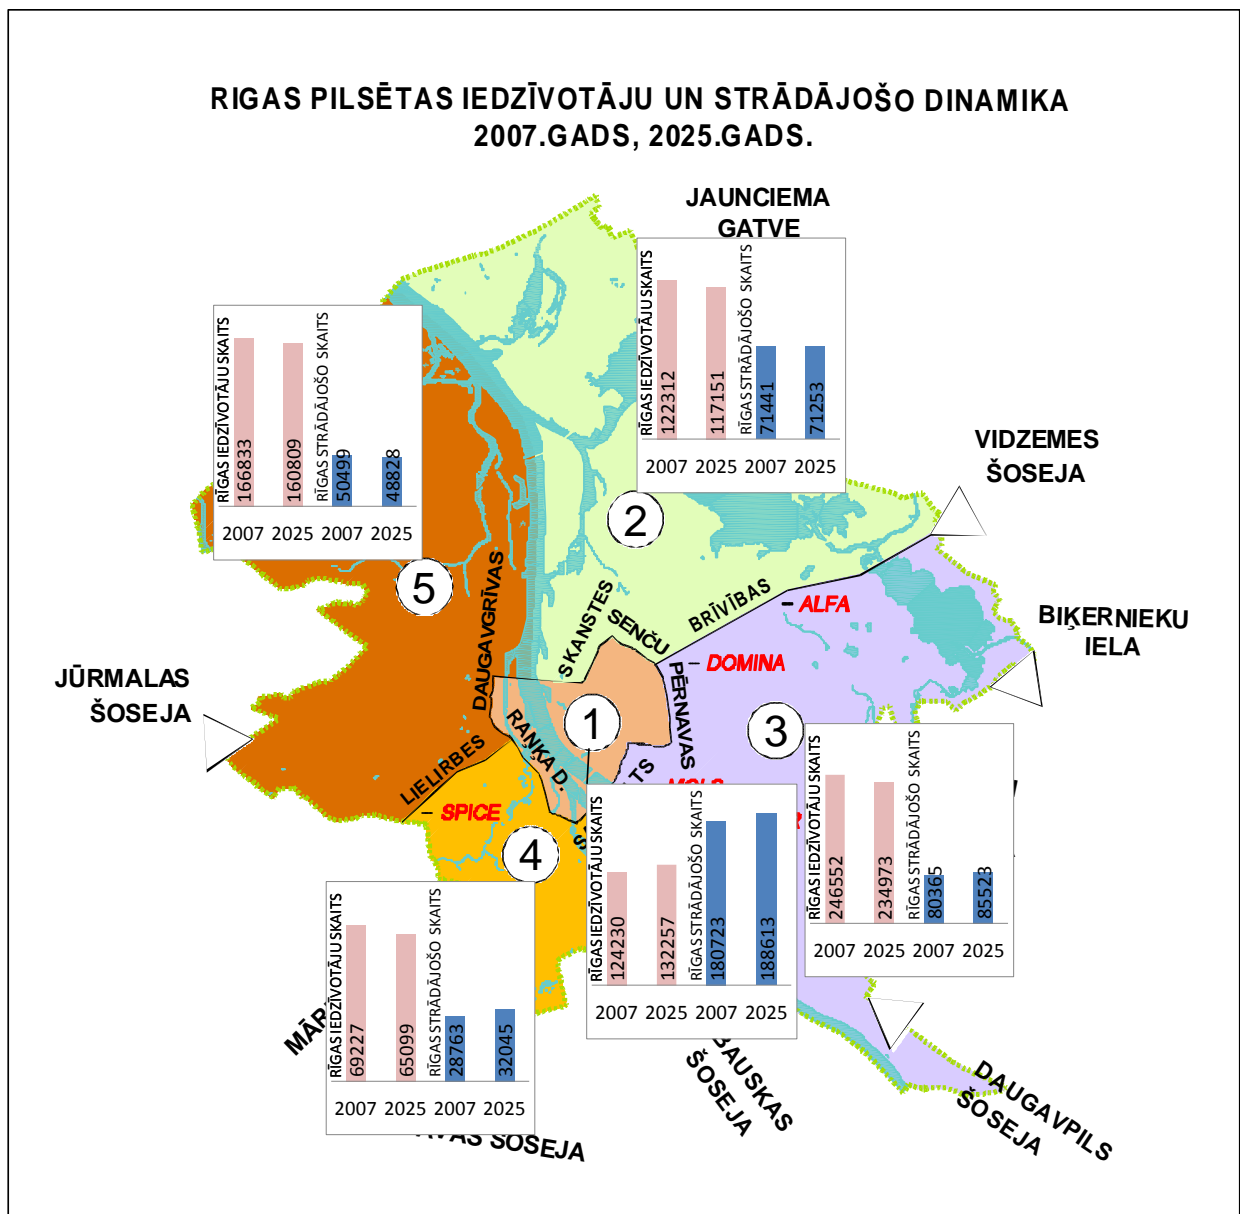 RIGAS PILSĒTAS IEDZĪVOTĀJU UN STRĀDĀJOŠO DINAMIKA
2007.GADS, 2025.GADS.
JAUNCIEMA
GATVE
RĪGAS IEDZĪVOTĀJU SKAITS
122312
117151
RĪGAS STRĀDĀJOŠO SKAITS
71441
71253
2007 2025 2007 2025
RĪGAS IEDZĪVOTĀJU SKAITS
166833
160809
RĪGAS STRĀDĀJOŠO SKAITS
50499
48828
2007 2025 2007 2025
VIDZEMES
ŠOSEJA
2
5
DAUGAVGRĪVAS
SKANSTES
SENČU
BRĪVĪBAS
ALFA
BIĶERNIEKU
IELA
DOMINA
PĒRNAVAS
JŪRMALAS
ŠOSEJA
1
3
RAŅĶA D.
LIELIRBES
SPICE
4
RĪGAS IEDZĪVOTĀJU SKAITS
246552
234973
RĪGAS STRĀDĀJOŠO SKAITS
80365
85523
2007 2025 2007 2025
RĪGAS IEDZĪVOTĀJU SKAITS
124230
132257
RĪGAS STRĀDĀJOŠO SKAITS
180723
188613
2007 2025 2007 2025
RĪGAS IEDZĪVOTĀJU SKAITS
69227
65099
RĪGAS STRĀDĀJOŠO SKAITS
28763
32045
2007 2025 2007 2025
ŠOSEJA
BAUSKAS
ŠOSEJA
DAUGAVPILS
ŠOSEJA